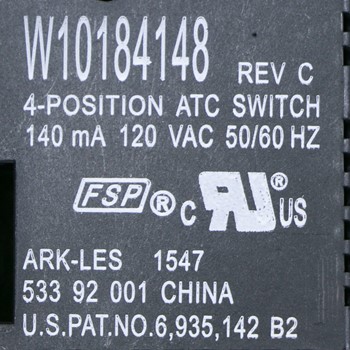 W10184148 REV C
4-POSITION ATC SWITCH
140 mA 120 VAC 50/60 HZ
FSP ® c UR ® US
ARK-LES 1547
533 92 001 CHINA
U.S.PAT.NO.6,935,142 B2